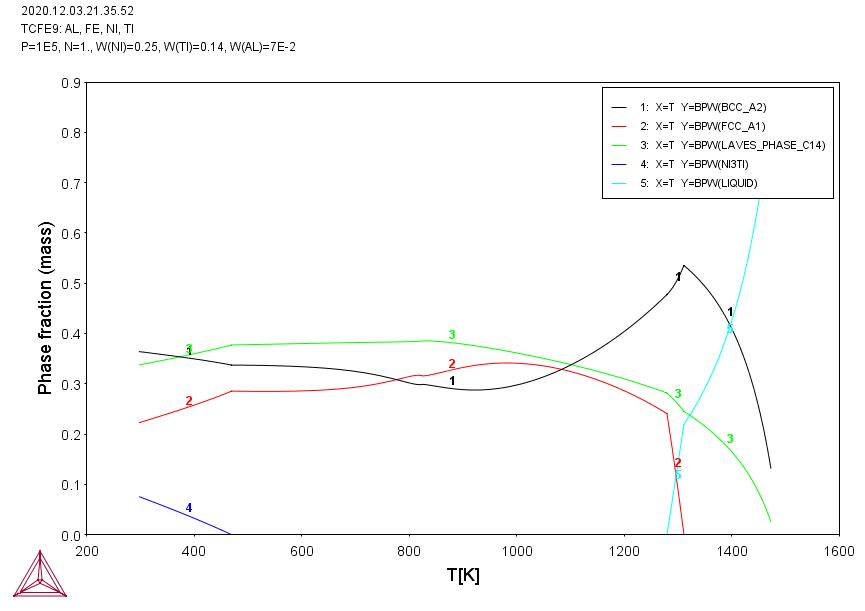 2020.12.03.21.35.52
TCFE9: AL, FE, NI, TI
P=1E5, N=1., W(NI)=0.25, W(TI)=0.14, W(AL)=7E-2
0.9
0.8
0.7
0.6
0.5
0.4
0.3
0.2
0.1
0.0
Phase fraction (mass)
1: X=T Y=BPW(BCC_A2)
2: X=T Y=BPW(FCC_A1)
3: X=T Y=BPW(LAVES_PHASE_C14)
4: X=T Y=BPW(NI3TI)
5: X=T Y=BPW(LIQUID)
1
3
2
4
3
2
1
1
3
2
5
1
5
3
200 400 600 800 1000 1200 1400 1600
T[K]